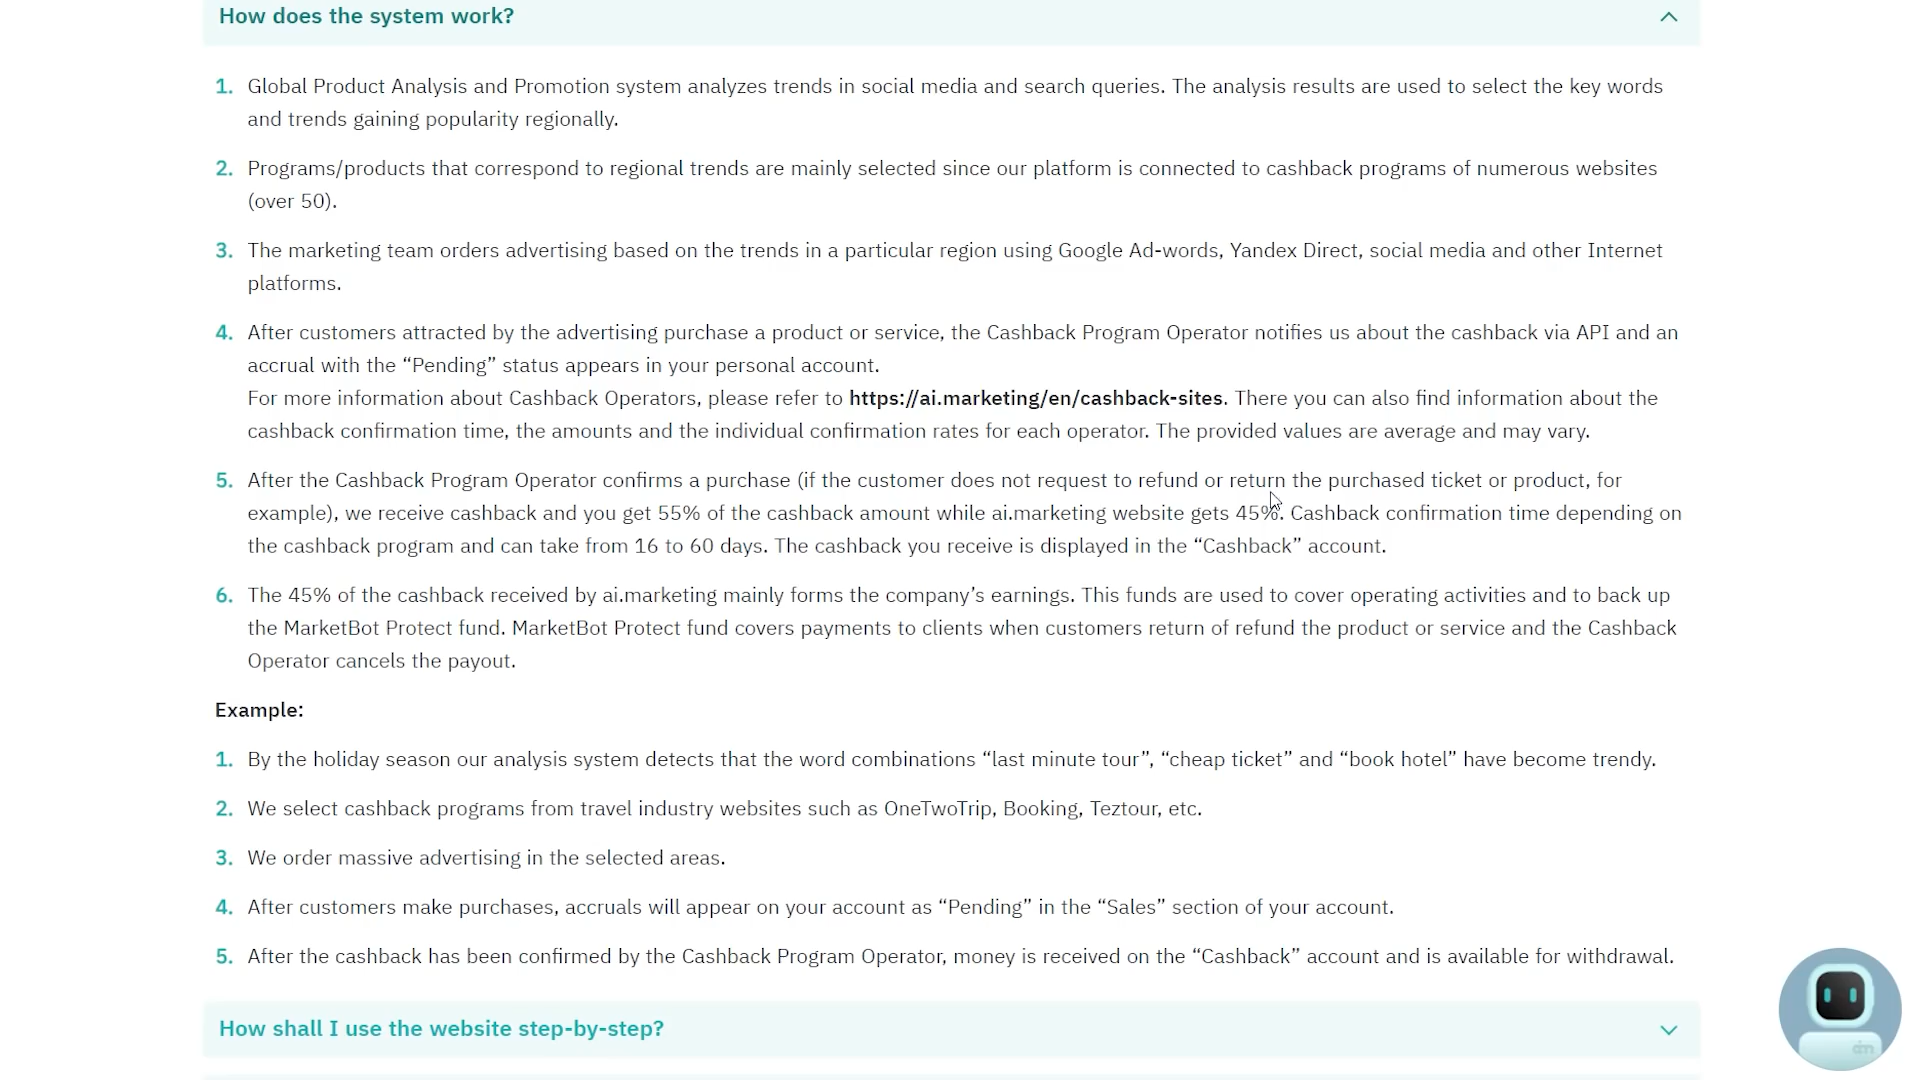 How does the system work?
1. Global Product Analysis and Promotion system analyzes trends in social media and search queries. The analysis results are used to select the key words
and trends gaining popularity regionally.
2. Programs/products that correspond to regional trends are mainly selected since our platform is connected to cashback programs of numerous websites
(over 50).
3. The marketing team orders advertising based on the trends in a particular region using Google Ad-words, Yandex Direct, social media and other Internet
platforms.
4. After customers attracted by the advertising purchase a product or service, the Cashback Program Operator notifies us about the cashback via API and an
accrual with the “Pending” status appears in your personal account.
For more information about Cashback Operators, please refer to https://ai.marketing/en/cashback-sites. There you can also find information about the
cashback confirmation time, the amounts and the individual confirmation rates for each operator. The provided values are average and may vary.
5. After the Cashback Program Operator confirms a purchase (if the customer does not request to refund or return the purchased ticket or product, for
example), we receive cashback and you get 55% of the cashback amount while ai.marketing website gets 45%. Cashback confirmation time depending on
the cashback program and can take from 16 to 60 days. The cashback you receive is displayed in the “Cashback” account.
6. The 45% of the cashback received by ai.marketing mainly forms the company’s earnings. This funds are used to cover operating activities and to back up
the MarketBot Protect fund. MarketBot Protect fund covers payments to clients when customers return of refund the product or service and the Cashback
Operator cancels the payout.
Example:
1. By the holiday season our analysis system detects that the word combinations “last minute tour”, “cheap ticket” and “book hotel” have become trendy.
2. We select cashback programs from travel industry websites such as OneTwoTrip, Booking, Teztour, etc.
3. We order massive advertising in the selected areas.
4. After customers make purchases, accruals will appear on your account as “Pending” in the “Sales” section of your account.
5. After the cashback has been confirmed by the Cashback Program Operator, money is received on the “Cashback” account and is available for withdrawal.
How shall I use the website step-by-step?